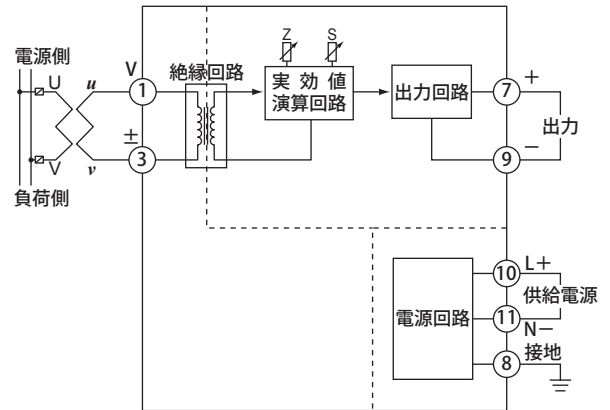 電源側
U
u
V
1
絶縁回路
Z
S
実効値
演算回路
出力回路
7
+
出力
±
3
V
v
負荷側
9
−
電源回路
10
L+
供給電源
11
N−
8
接地